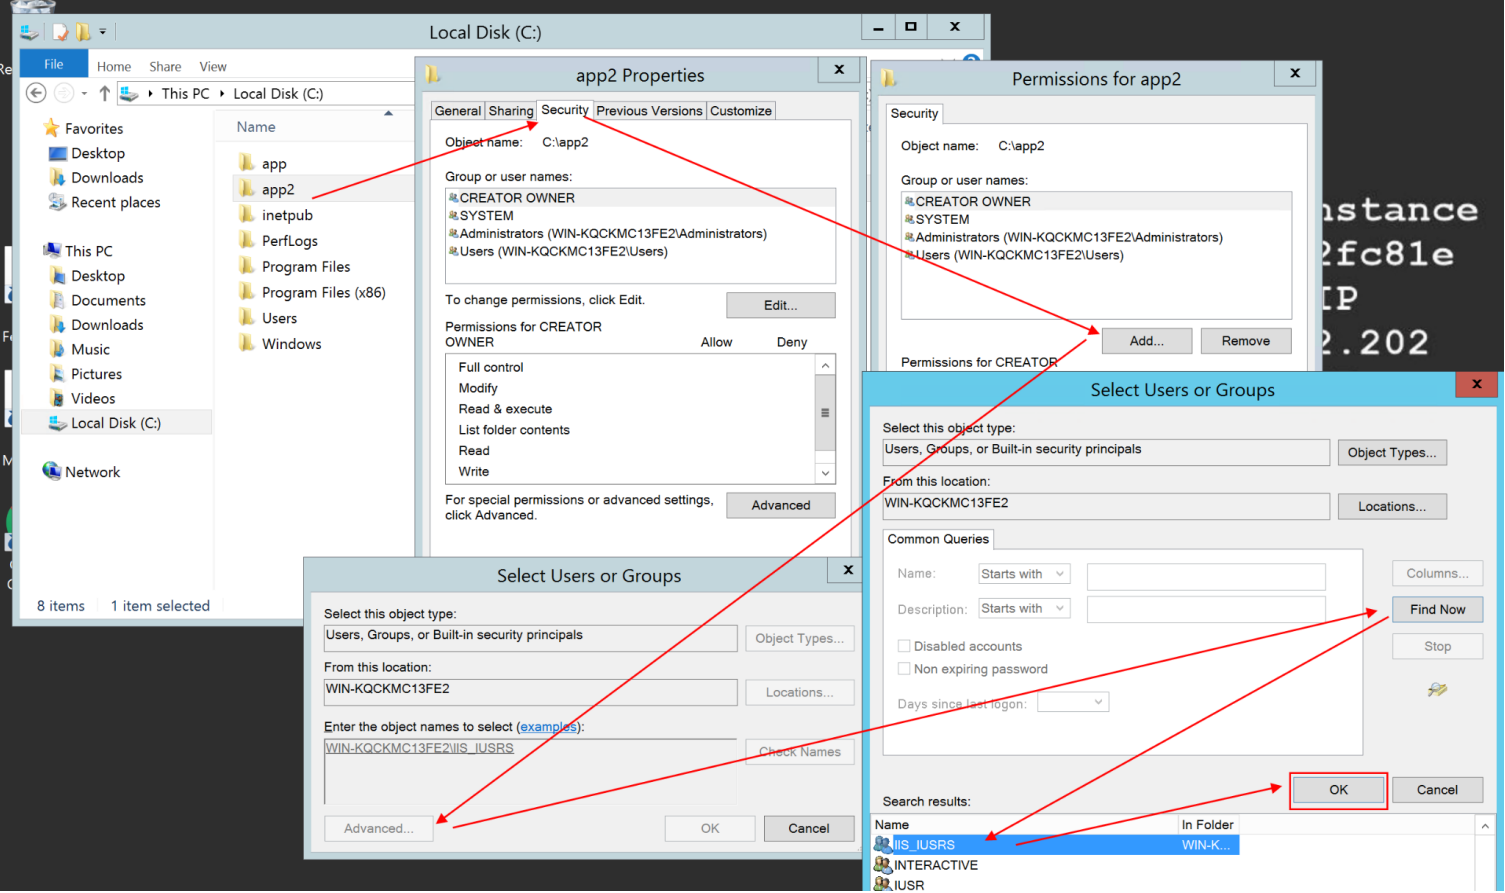 Local Disk (C:)
File
Home
Share
View
This PC
Local Disk (C:)
Favorites
Desktop
Downloads
Recent places
This PC
Desktop
Documents
Downloads
Music
Pictures
Videos
Local Disk (C:)
Network
Name
app
app2
inetpub
PerfLogs
Program Files
Program Files (x86)
Users
Windows
8 items
1 item selected
app2 Properties
General
Sharing
Security
Previous Versions
Customize
Object name: C:\app2
Group or user names:
CREATOR OWNER
SYSTEM
Administrators (WIN-KQCKMC13FE2\Administrators)
Users (WIN-KQCKMC13FE2\Users)
To change permissions, click Edit.
Edit...
Permissions for CREATOR
OWNER
Allow
Deny
Full control
Modify
Read & execute
List folder contents
Read
Write
For special permissions or advanced settings,
click Advanced.
Advanced
Permissions for app2
Security
Object name: C:\app2
Group or user names:
CREATOR OWNER
SYSTEM
Administrators (WIN-KQCKMC13FE2\Administrators)
Users (WIN-KQCKMC13FE2\Users)
Add...
Remove
Permissions for CREATOR
nstance
2fc81e
IP
2.202
Select Users or Groups
Select this object type:
Users, Groups, or Built-in security principals
Object Types...
From this location:
WIN-KQCKMC13FE2
Locations...
Enter the object names to select (examples):
WIN-KQCKMC13FE2\IIS_IUSRS
Check Names
Advanced...
OK
Cancel
Select Users or Groups
Select this object type:
Users, Groups, or Built-in security principals
Object Types...
From this location:
WIN-KQCKMC13FE2
Locations...
Common Queries
Name:
Starts with
Columns...
Description:
Starts with
Find Now
Disabled accounts
Stop
Non expiring password
Days since last logon:
OK
Cancel
Search results:
Name
In Folder
IIS_IUSRS
WIN-K...
INTERACTIVE
IUSR